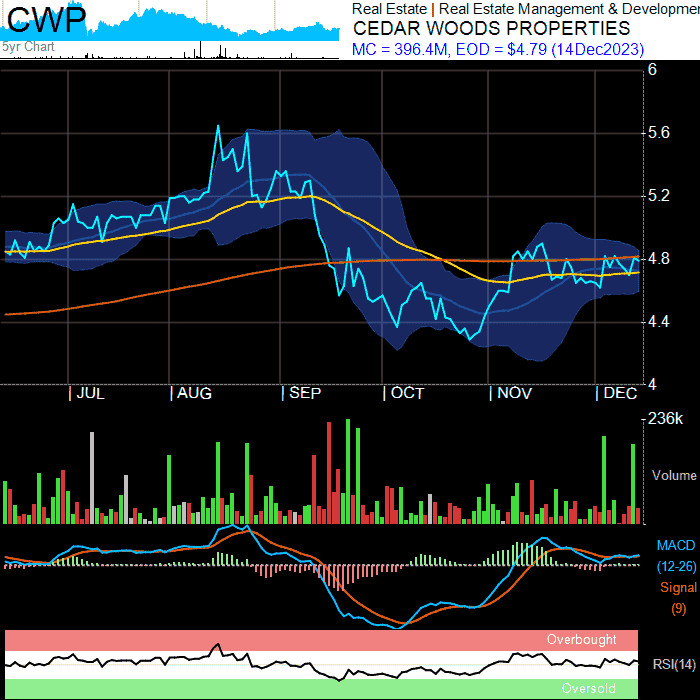 CWP
5yr Chart
Real Estate | Real Estate Management & Developmen
CEDAR WOODS PROPERTIES
MC = 396.4M, EOD = $4.79 (14Dec2023)
6
5.6
5.2
4.8
4.4
4
| JUL | AUG | SEP | OCT | NOV | DEC
236k
Volume
MACD
(12-26)
Signal
(9)
Overbought
RSI(14)
Oversold